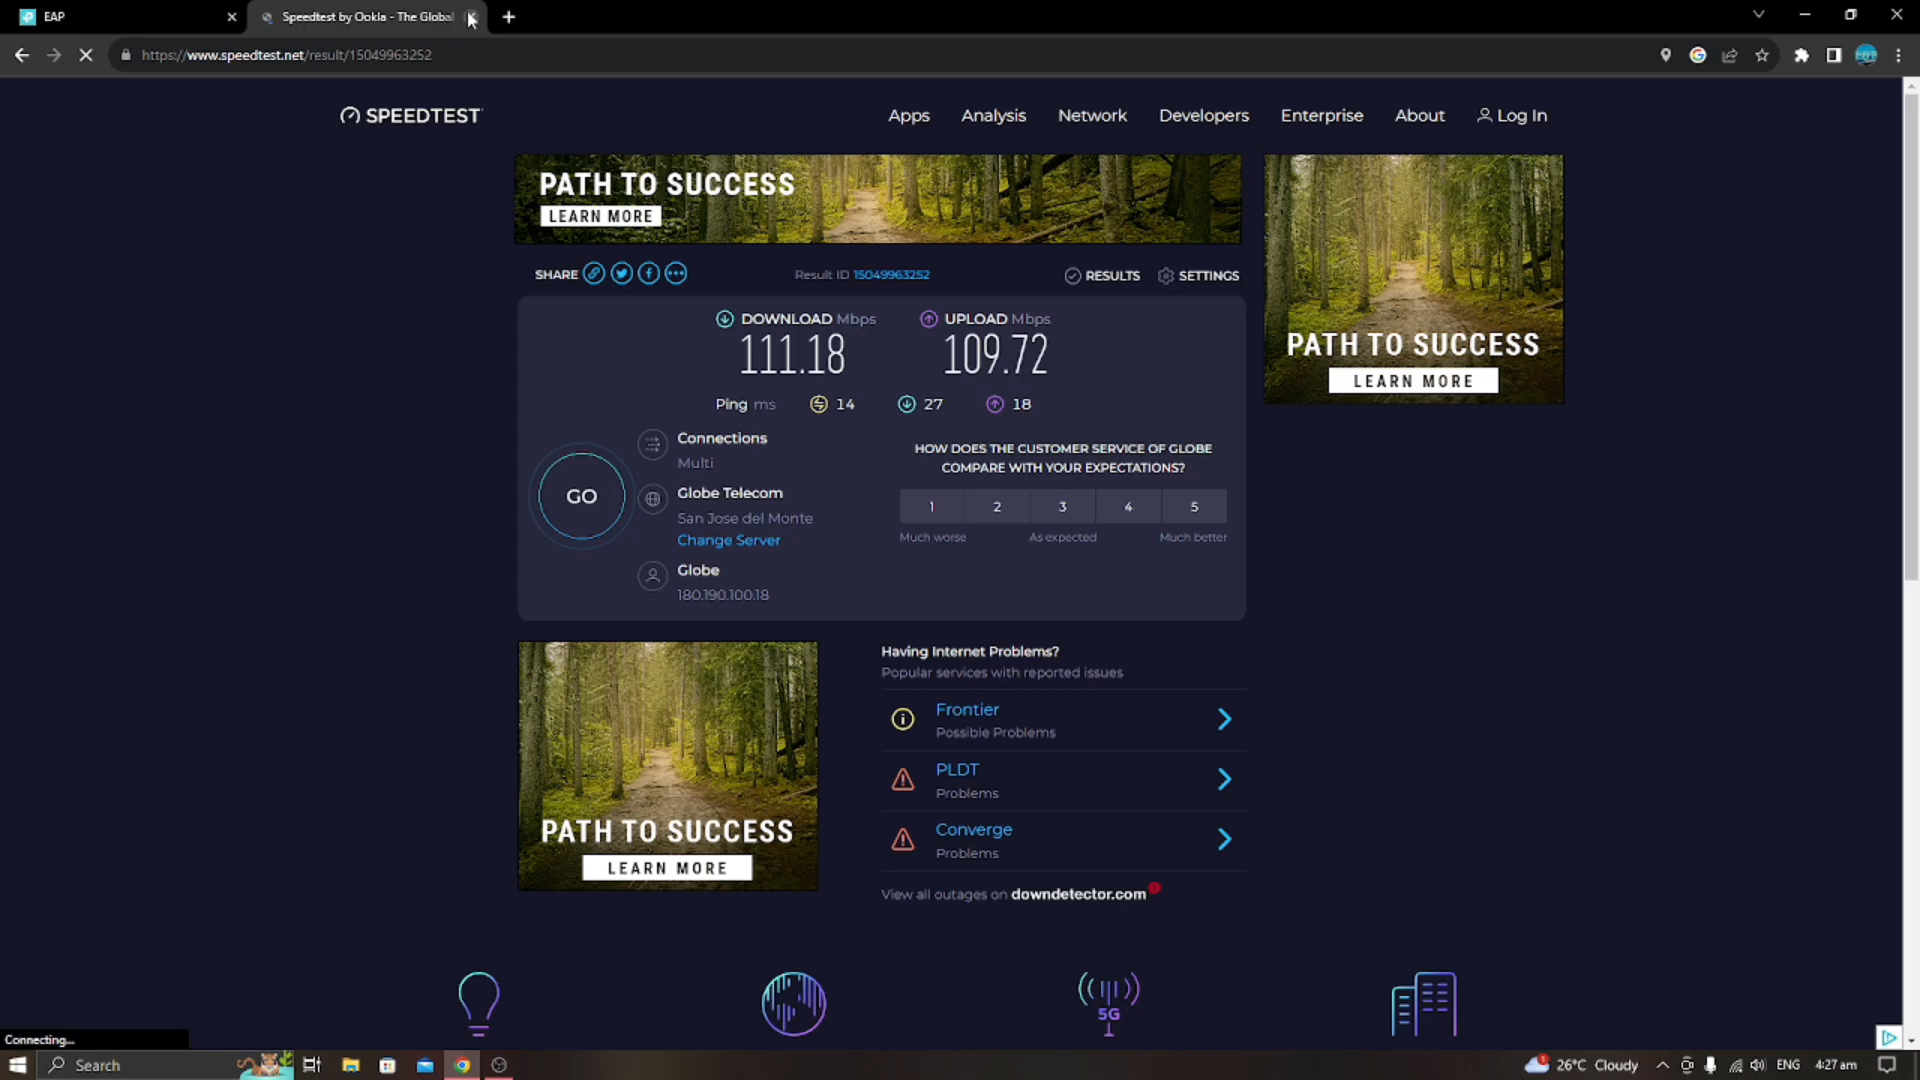 EAP
Speedtest by Ookla - The Global
https://www.speedtest.net/result/15049963252
SPEEDTEST
Apps
Analysis
Network
Developers
Enterprise
About
Log In
PATH TO SUCCESS
LEARN MORE
PATH TO SUCCESS
LEARN MORE
SHARE
Result ID 15049963252
RESULTS
SETTINGS
DOWNLOAD Mbps
111.18
UPLOAD Mbps
109.72
Ping ms
14
27
18
GO
Connections
Multi
Globe Telecom
San Jose del Monte
Change Server
Globe
180.190.100.18
HOW DOES THE CUSTOMER SERVICE OF GLOBE
COMPARE WITH YOUR EXPECTATIONS?
1 2 3 4 5
Much worse
As expected
Much better
PATH TO SUCCESS
LEARN MORE
Having Internet Problems?
Popular services with reported issues
Frontier
Possible Problems
PLDT
Problems
Converge
Problems
View all outages on downdetector.com
5G
Connecting...
Search
26°C Cloudy
ENG
4:27 am